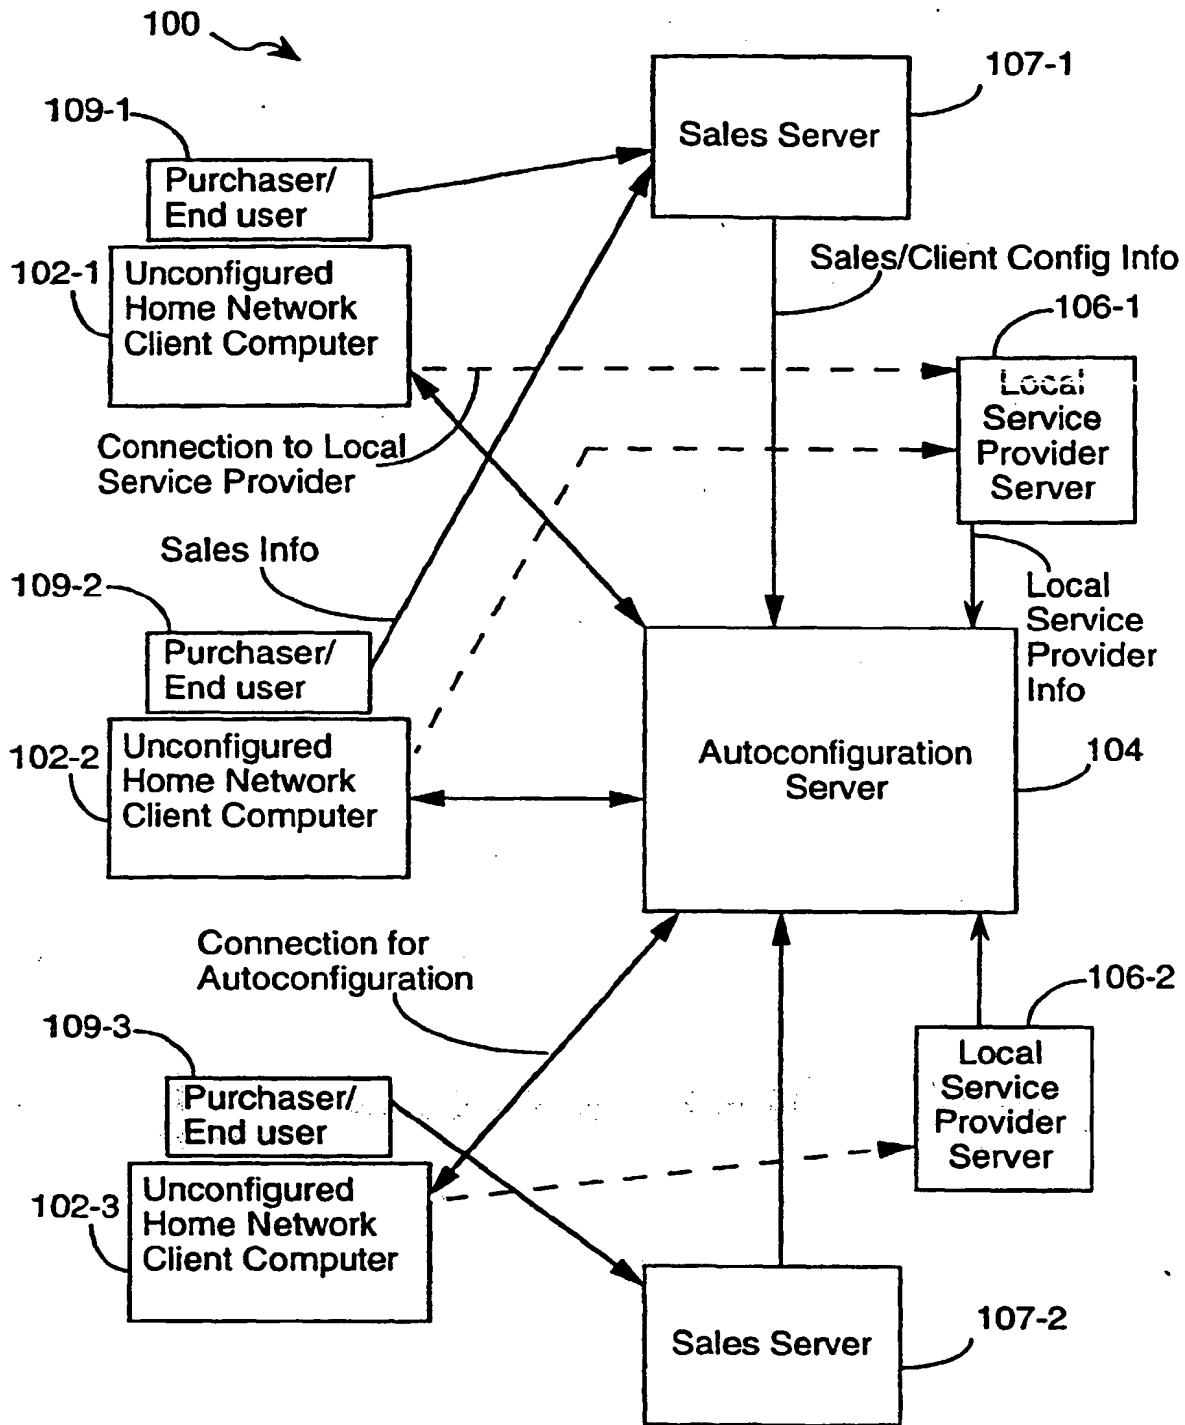 100
107-1
109-1
Sales Server
Purchaser/
End user
102-1
Unconfigured
Home Network
Client Computer
Sales/Client Config Info
106-1
Local
Service
Provider
Server
Connection to Local
Service Provider
Sales Info
109-2
Local
Service
Provider
Info
Purchaser/
End user
102-2
Unconfigured
Home Network
Client Computer
Autoconfiguration
Server
104
Connection for
Autoconfiguration
106-2
109-3
Local
Service
Provider
Server
Purchaser/
End user
102-3
Unconfigured
Home Network
Client Computer
107-2
Sales Server